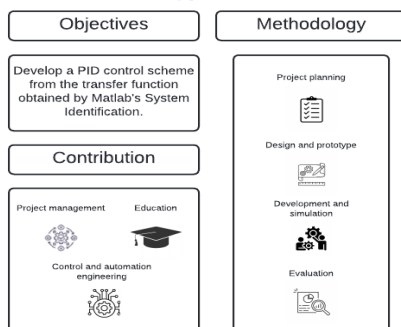 Objectives
Develop a PID control scheme
from the transfer function
obtained by Matlab's System
Identification.
Contribution
Project management
Education
Control and automation
engineering
Methodology
Project planning
Design and prototype
Development and
simulation
Evaluation